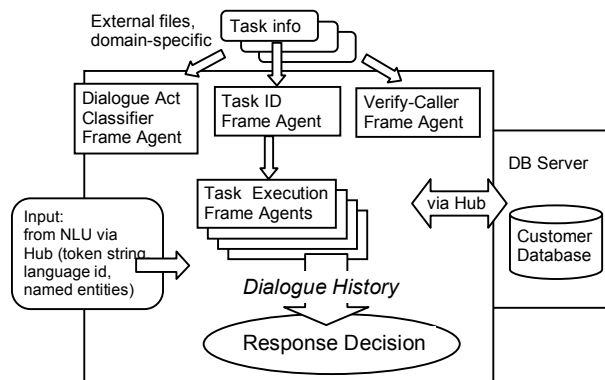 External files,
domain-specific
Task info
Dialogue Act
Classifier
Frame Agent
Task ID
Frame Agent
Verify-Caller
Frame Agent
DB Server
Task Execution
Frame Agents
via Hub
Input:
from NLU via
Hub (token string
language id,
named entities)
Customer
Database
Dialogue History
Response Decision